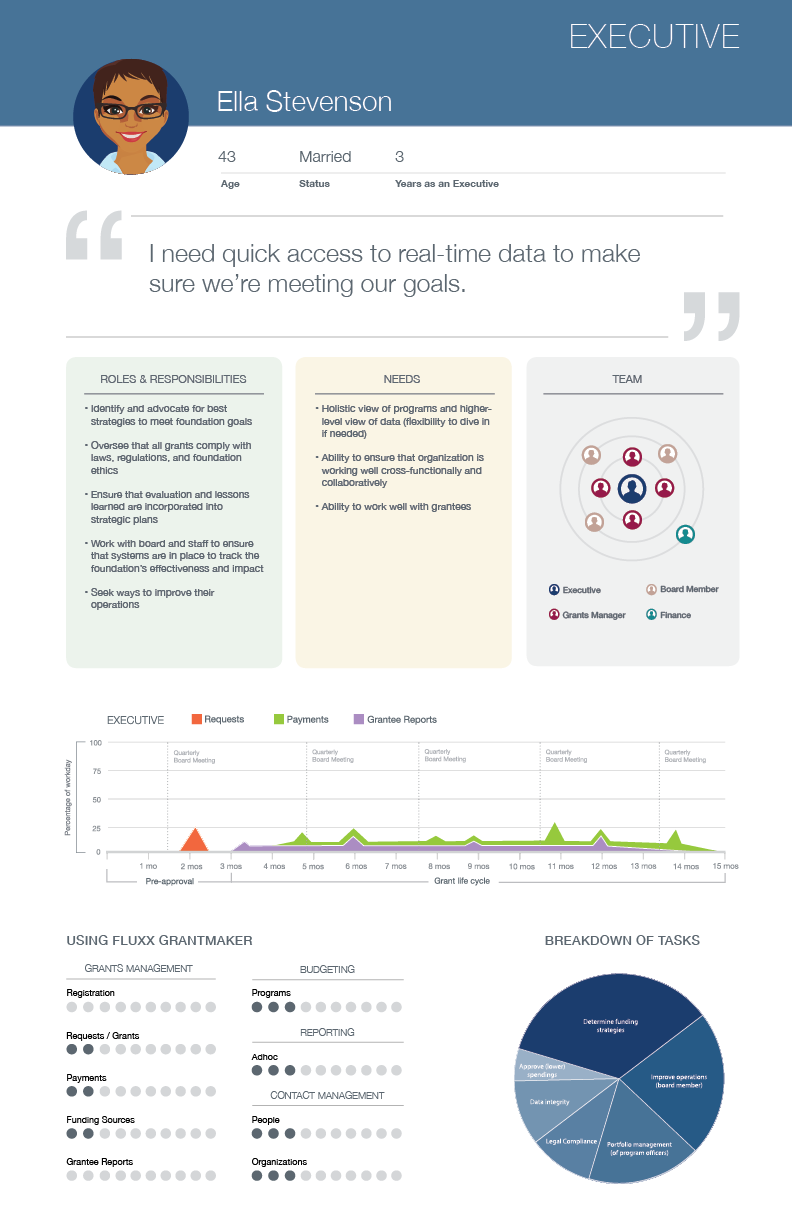 EXECUTIVE
Ella Stevenson
43 Married 3
Age Status Years as an Executive
“
I need quick access to real-time data to make
sure we’re meeting our goals.
”
ROLES & RESPONSIBILITIES
• Identify and advocate for best
strategies to meet foundation goals
• Oversee that all grants comply with
laws, regulations, and foundation
ethics
• Ensure that evaluation and lessons
learned are incorporated into
strategic plans
• Work with board and staff to ensure
that systems are in place to track the
foundation’s effectiveness and impact
• Seek ways to improve their
operations
NEEDS
• Holistic view of programs and higher-
level view of data (flexibility to dive in
if needed)
• Ability to ensure that organization is
working well cross-functionally and
collaboratively
• Ability to work well with grantees
TEAM
Executive Board Member
Grants Manager Finance
EXECUTIVE Requests Payments Grantee Reports
Percentage of workday
100
75
50
25
0
Quarterly
Board Meeting
Quarterly
Board Meeting
Quarterly
Board Meeting
Quarterly
Board Meeting
Quarterly
Board Meeting
1 mo 2 mos 3 mos 4 mos 5 mos 6 mos 7 mos 8 mos 9 mos 10 mos 11 mos 12 mos 13 mos 14 mos 15 mos
Pre-approval Grant life cycle
USING FLUXX GRANTMAKER
GRANTS MANAGEMENT
Registration
Requests / Grants
Payments
Funding Sources
Grantee Reports
BUDGETING
Programs
REPORTING
Adhoc
CONTACT MANAGEMENT
People
Organizations
BREAKDOWN OF TASKS
Determine funding
strategies
Improve operations
(board member)
Portfolio management
(of program officers)
Legal Compliance
Data integrity
Approve (lower)
spendings